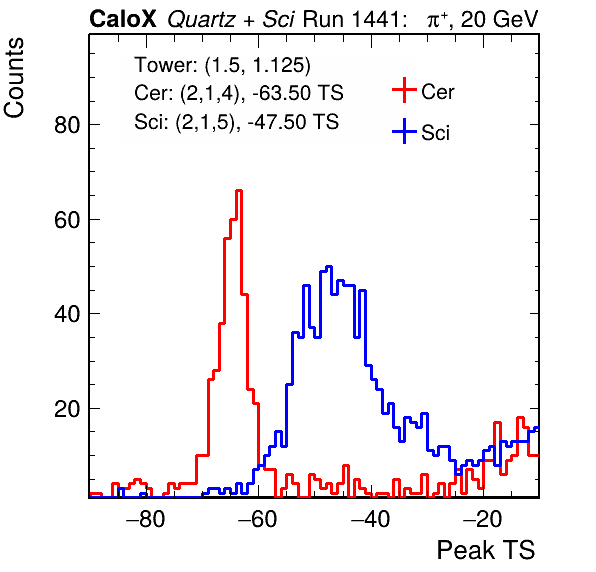 CaloX Quartz + Sci Run 1441: π⁺, 20 GeV
Counts
Tower: (1.5, 1.125)
Cer: (2,1,4), -63.50 TS
Sci: (2,1,5), -47.50 TS
Cer
Sci
80
60
40
20
−80 −60 −40 −20
Peak TS